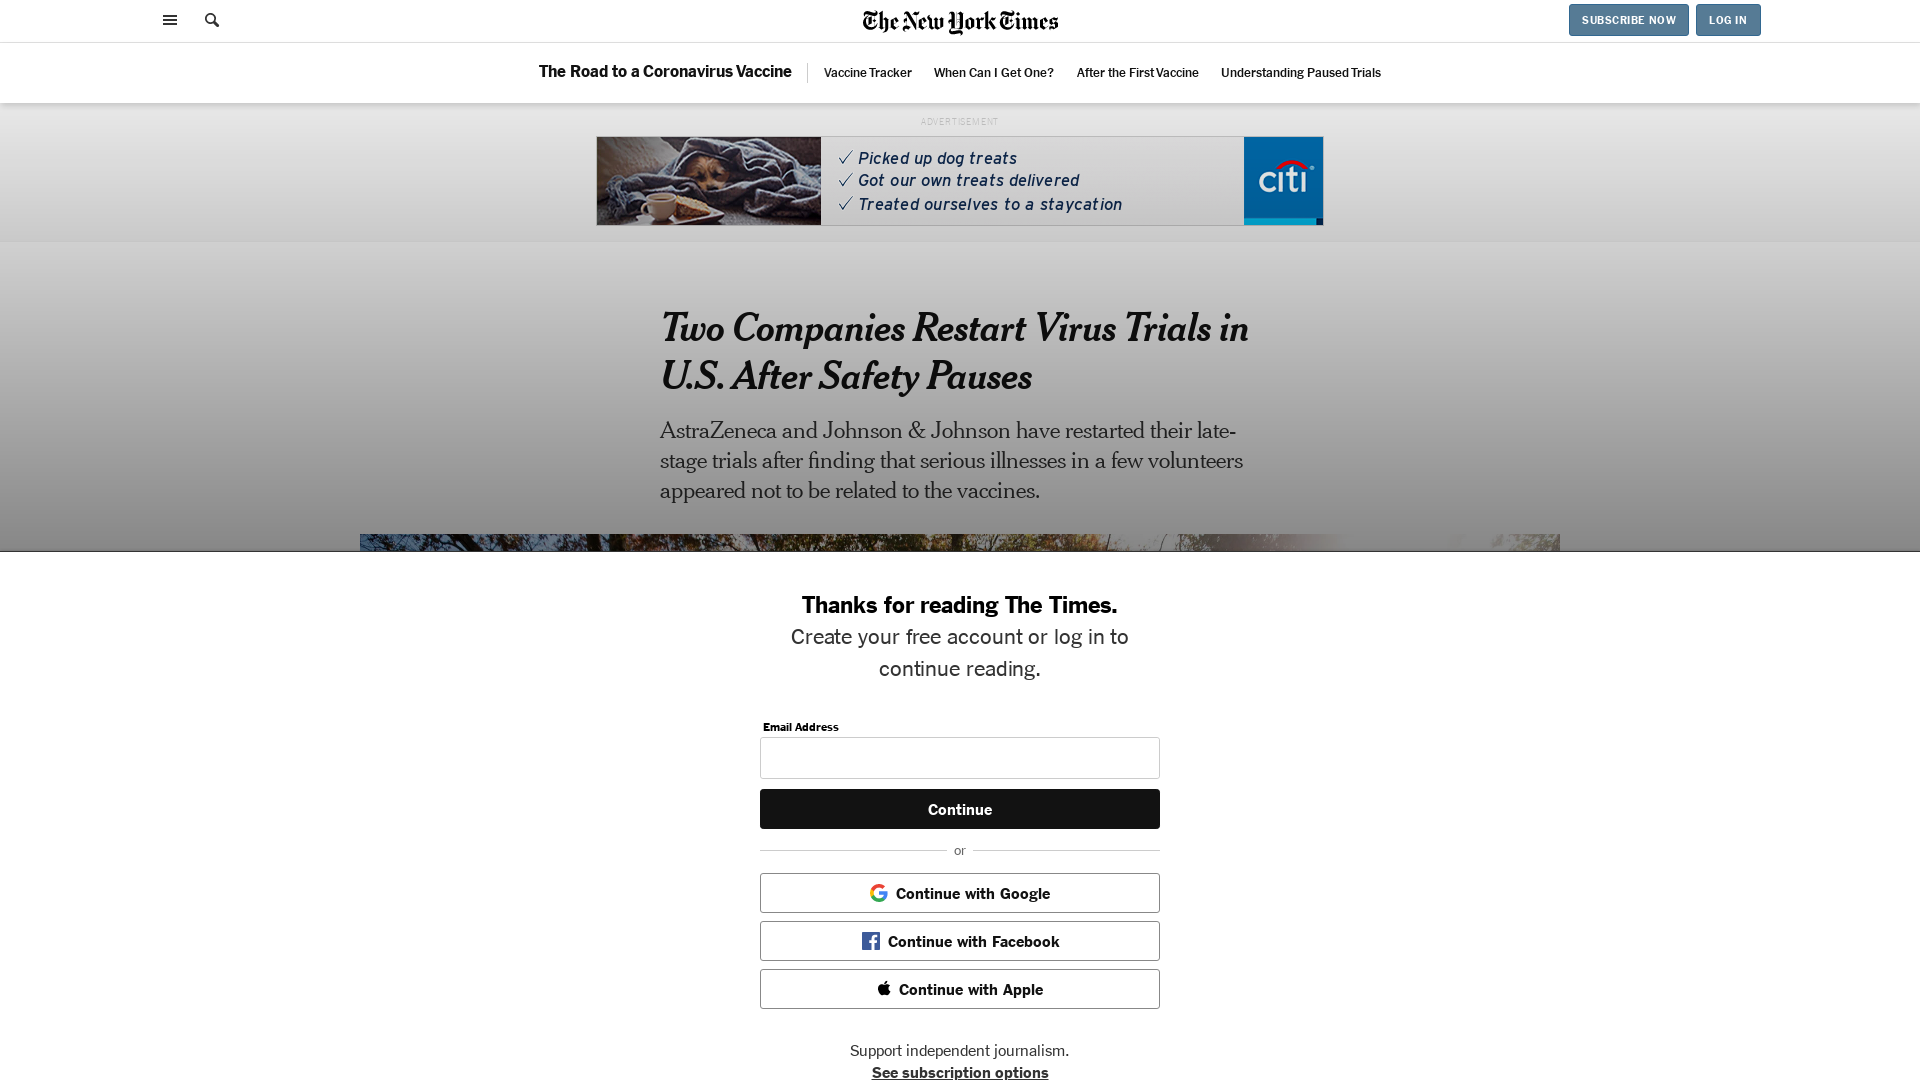 The New York Times
SUBSCRIBE NOW
LOG IN
The Road to a Coronavirus Vaccine
Vaccine Tracker
When Can I Get One?
After the First Vaccine
Understanding Paused Trials
ADVERTISEMENT
Picked up dog treats
Got our own treats delivered
Treated ourselves to a staycation
citi
Two Companies Restart Virus Trials in
U.S. After Safety Pauses
AstraZeneca and Johnson & Johnson have restarted their late-
stage trials after finding that serious illnesses in a few volunteers
appeared not to be related to the vaccines.
Thanks for reading The Times.
Create your free account or log in to
continue reading.
Email Address
Continue
or
Continue with Google
Continue with Facebook
Continue with Apple
Support independent journalism.
See subscription options